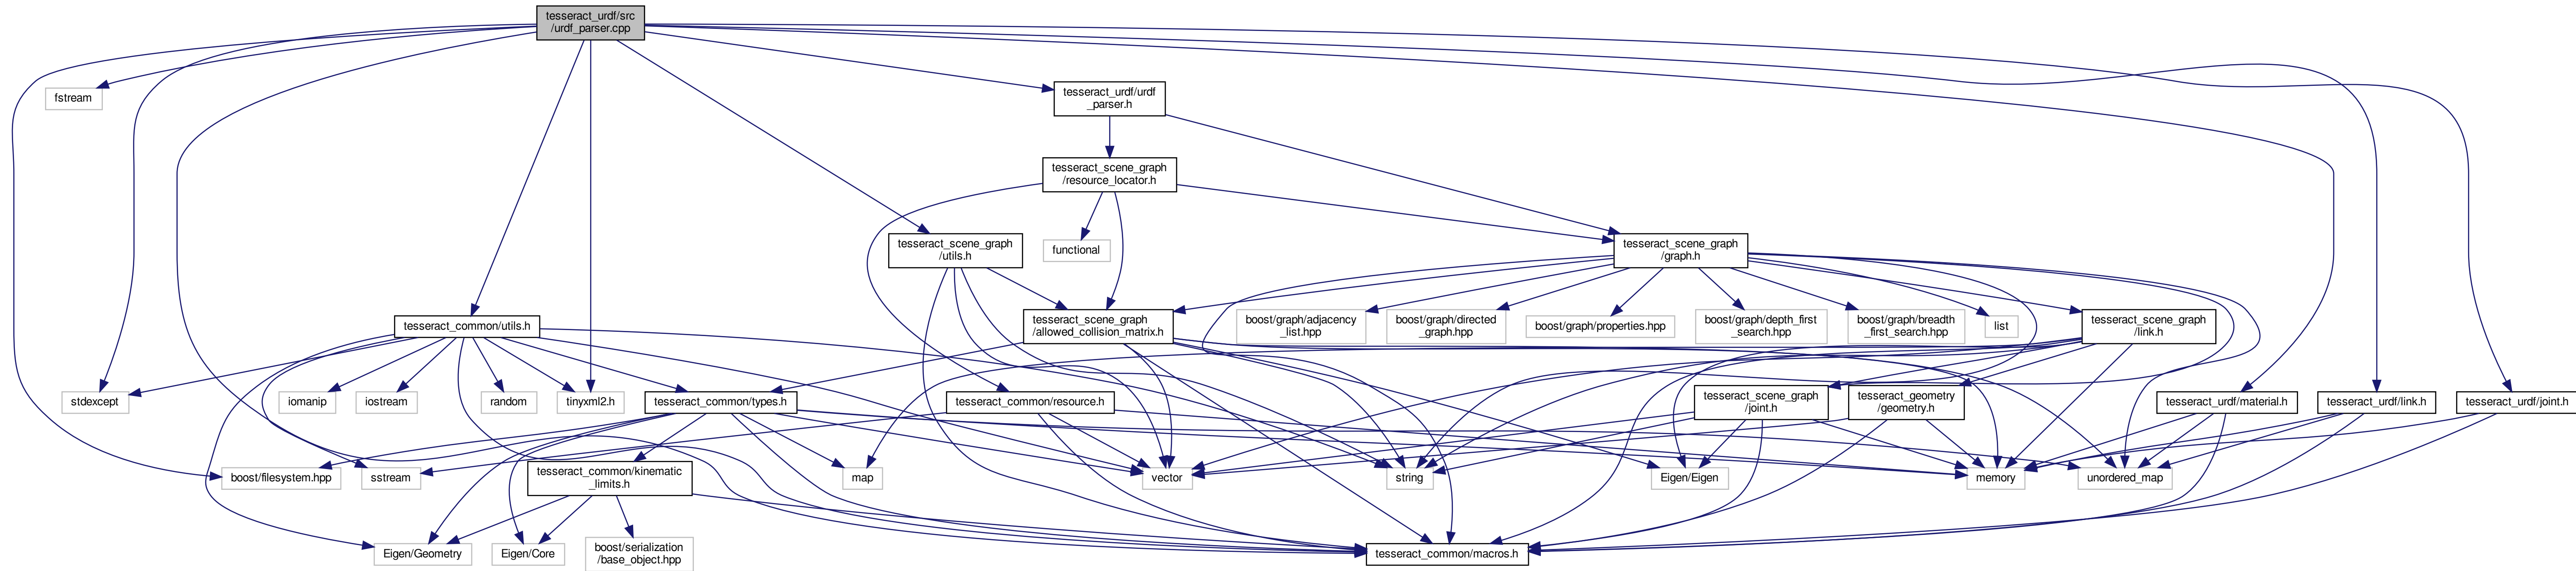 tesseract_urdf/src
/urdf_parser.cpp
fstream
tesseract_urdf/urdf
_parser.h
tesseract_scene_graph
/resource_locator.h
tesseract_scene_graph
/utils.h
functional
tesseract_scene_graph
/graph.h
tesseract_common/utils.h
tesseract_scene_graph
/allowed_collision_matrix.h
boost/graph/adjacency
_list.hpp
boost/graph/directed
_graph.hpp
boost/graph/properties.hpp
boost/graph/depth_first
_search.hpp
boost/graph/breadth
_first_search.hpp
list
tesseract_scene_graph
/link.h
stdexcept
iomanip
iostream
random
tinyxml2.h
tesseract_common/types.h
tesseract_common/resource.h
tesseract_scene_graph
/joint.h
tesseract_geometry
/geometry.h
tesseract_urdf/material.h
tesseract_urdf/link.h
tesseract_urdf/joint.h
boost/filesystem.hpp
sstream
tesseract_common/kinematic
_limits.h
map
vector
string
Eigen/Eigen
memory
unordered_map
Eigen/Geometry
Eigen/Core
boost/serialization
/base_object.hpp
tesseract_common/macros.h